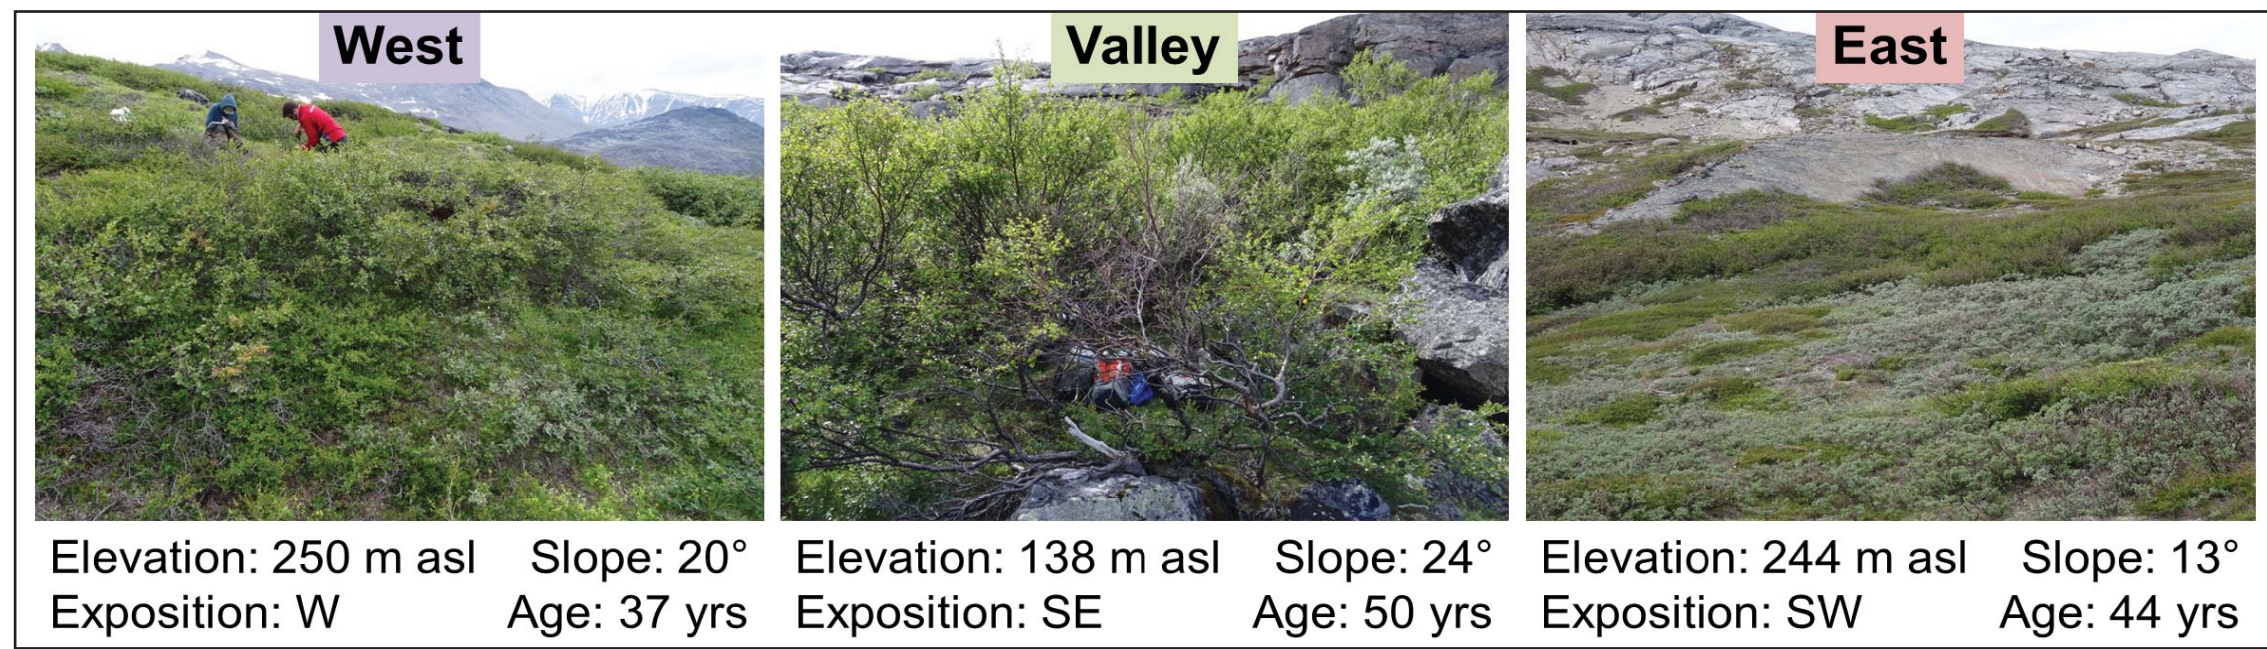 West
Elevation: 250 m asl Slope: 20°
Exposition: W Age: 37 yrs
Valley
Elevation: 138 m asl Slope: 24°
Exposition: SE Age: 50 yrs
East
Elevation: 244 m asl Slope: 13°
Exposition: SW Age: 44 yrs